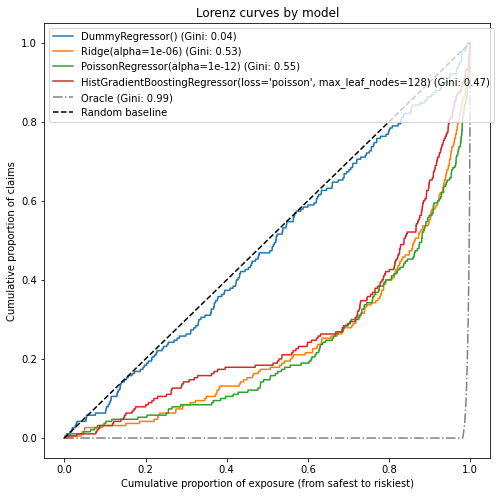 Lorenz curves by model
DummyRegressor() (Gini: 0.04)
Ridge(alpha=1e-06) (Gini: 0.53)
PoissonRegressor(alpha=1e-12) (Gini: 0.55)
HistGradientBoostingRegressor(loss='poisson', max_leaf_nodes=128) (Gini: 0.47)
Oracle (Gini: 0.99)
Random baseline
1.0
0.8
0.6
0.4
0.2
0.0
Cumulative proportion of claims
0.0 0.2 0.4 0.6 0.8 1.0
Cumulative proportion of exposure (from safest to riskiest)